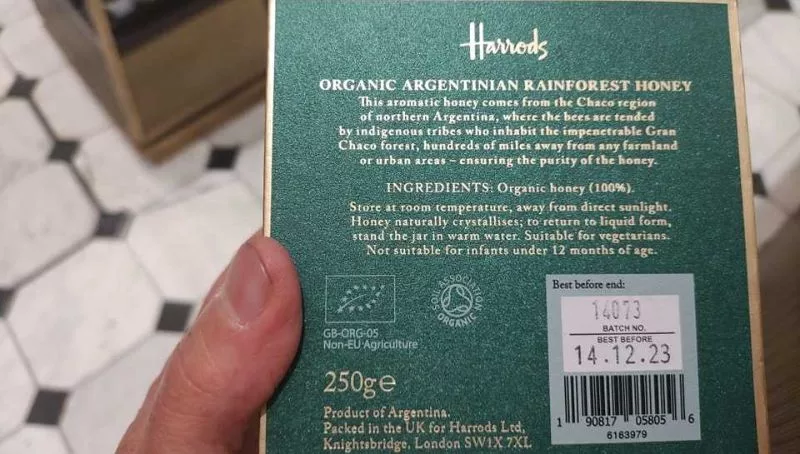 Harrods
ORGANIC ARGENTINIAN RAINFOREST HONEY
This aromatic honey comes from the Chaco region
of northern Argentina, where the bees are tended
by indigenous tribes who inhabit the impenetrable Gran
Chaco forest, hundreds of miles away from any farmland
or urban areas – ensuring the purity of the honey.
INGREDIENTS: Organic honey (100%).
Store at room temperature, away from direct sunlight.
Honey naturally crystallises; to return to liquid form,
stand the jar in warm water. Suitable for vegetarians.
Not suitable for infants under 12 months of age.
SOIL ASSOCIATION
ORGANIC
GB-ORG-05
Non-EU Agriculture
250g℮
Product of Argentina.
Packed in the UK for Harrods Ltd,
Knightsbridge, London SW1X 7XL
Best before end:
14073
BATCH NO.
BEST BEFORE
14.12.23
1 90817 05805 6
6163979